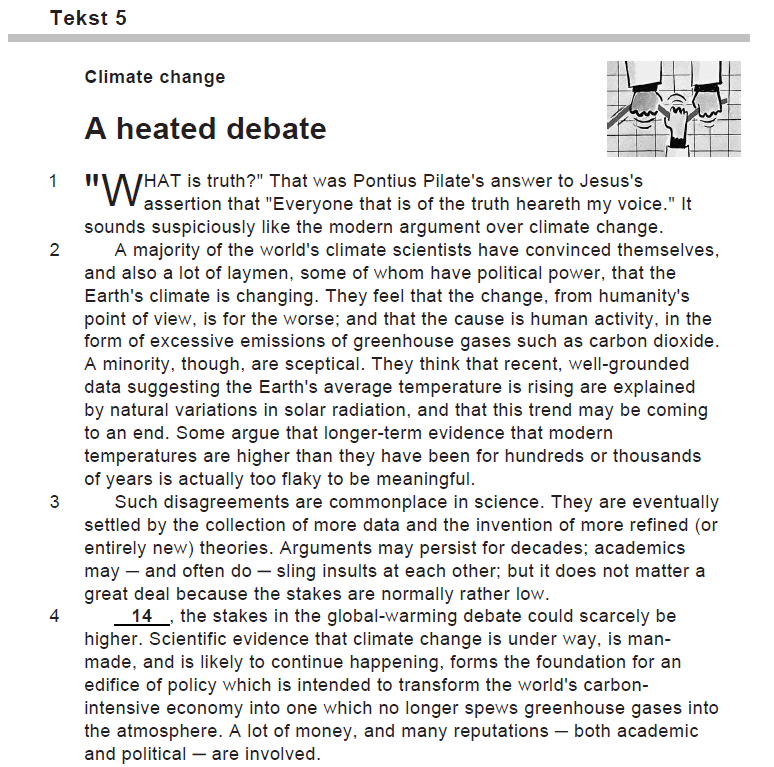 Tekst 5
Climate change
A heated debate
1 "WHAT is truth?" That was Pontius Pilate's answer to Jesus's
assertion that "Everyone that is of the truth heareth my voice." It
sounds suspiciously like the modern argument over climate change.
2 A majority of the world's climate scientists have convinced themselves,
and also a lot of laymen, some of whom have political power, that the
Earth's climate is changing. They feel that the change, from humanity's
point of view, is for the worse; and that the cause is human activity, in the
form of excessive emissions of greenhouse gases such as carbon dioxide.
A minority, though, are sceptical. They think that recent, well-grounded
data suggesting the Earth's average temperature is rising are explained
by natural variations in solar radiation, and that this trend may be coming
to an end. Some argue that longer-term evidence that modern
temperatures are higher than they have been for hundreds or thousands
of years is actually too flaky to be meaningful.
3 Such disagreements are commonplace in science. They are eventually
settled by the collection of more data and the invention of more refined (or
entirely new) theories. Arguments may persist for decades; academics
may — and often do — sling insults at each other; but it does not matter a
great deal because the stakes are normally rather low.
4 14 , the stakes in the global-warming debate could scarcely be
higher. Scientific evidence that climate change is under way, is man-
made, and is likely to continue happening, forms the foundation for an
edifice of policy which is intended to transform the world's carbon-
intensive economy into one which no longer spews greenhouse gases into
the atmosphere. A lot of money, and many reputations — both academic
and political — are involved.